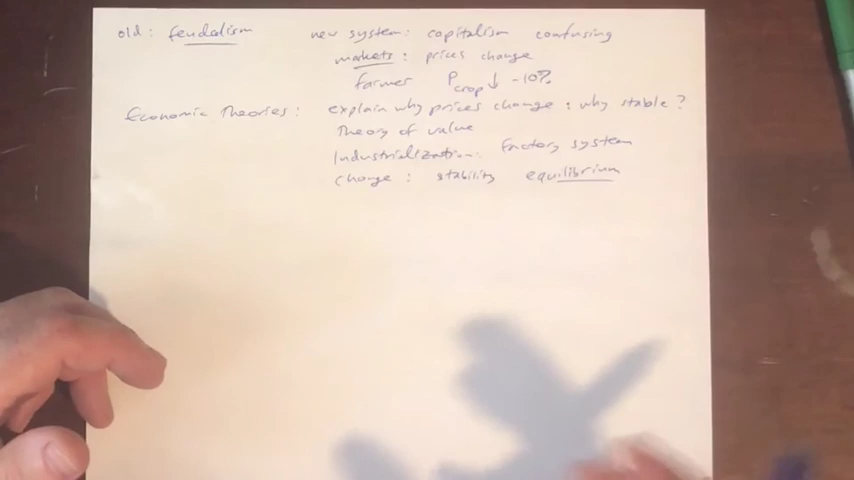 old: feudalism new system: capitalism confusing
markets: prices change
farmer P crop ↓ -10%
Economic Theories: explain why prices change: why stable?
Theory of value
Industrialization: factory system
change: stability equilibrium